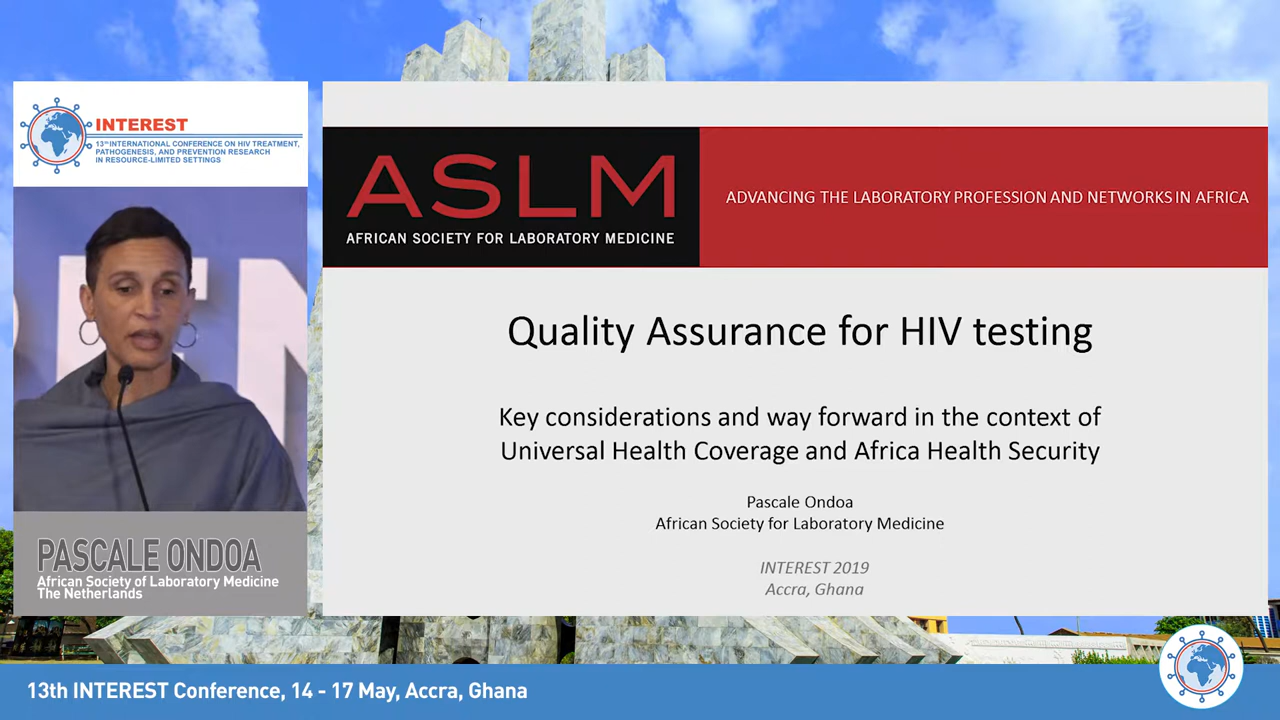 INTEREST
13th INTERNATIONAL CONFERENCE ON HIV TREATMENT,
PATHOGENESIS, AND PREVENTION RESEARCH
IN RESOURCE-LIMITED SETTINGS
PASCALE ONDOA
African Society of Laboratory Medicine
The Netherlands
ASLM
AFRICAN SOCIETY FOR LABORATORY MEDICINE
ADVANCING THE LABORATORY PROFESSION AND NETWORKS IN AFRICA
Quality Assurance for HIV testing
Key considerations and way forward in the context of
Universal Health Coverage and Africa Health Security
Pascale Ondoa
African Society for Laboratory Medicine
INTEREST 2019
Accra, Ghana
13th INTEREST Conference, 14 - 17 May, Accra, Ghana